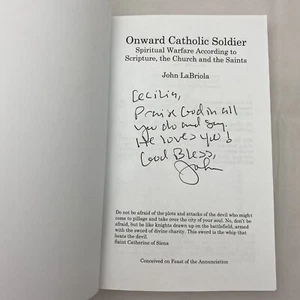 Onward Catholic Soldier
Spiritual Warfare According to
Scripture, the Church and the Saints
John LaBriola
Cecilia,
Praise God in all
you do and say.
He loves you!
God Bless,
John
Do not be afraid of the plots and attacks of the devil who might
come to pillage and take over the city of your soul. No, don't be
afraid, but be like knights drawn up on the battlefield, armed
with the sword of divine charity. This sword is the whip that
beats the devil.
Saint Catherine of Siena
Conceived on Feast of the Annunciation